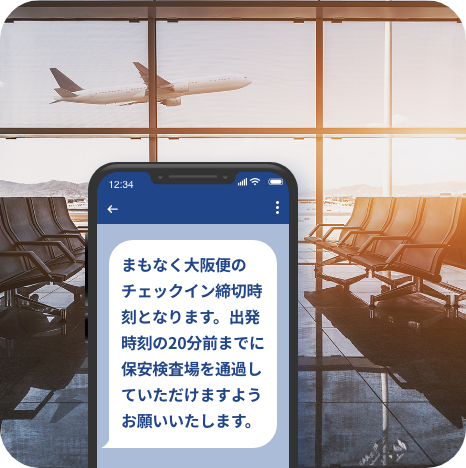 12:34
まもなく大阪便の
チェックイン締切時
刻となります。出発
時刻の20分前までに
保安検査場を通過し
ていただけますよう
お願いいたします。